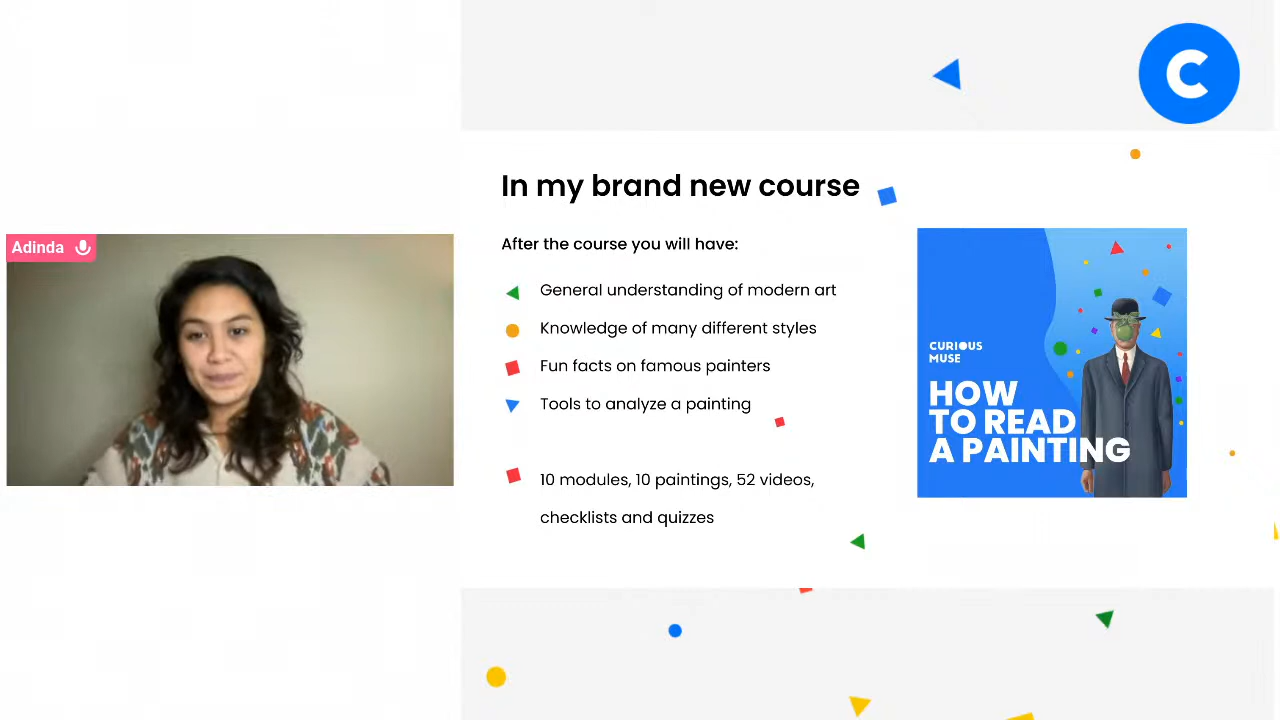 C
In my brand new course
After the course you will have:
General understanding of modern art
Knowledge of many different styles
Fun facts on famous painters
Tools to analyze a painting
10 modules, 10 paintings, 52 videos,
checklists and quizzes
Adinda
CURIOUS
MUSE
HOW
TO READ
A PAINTING